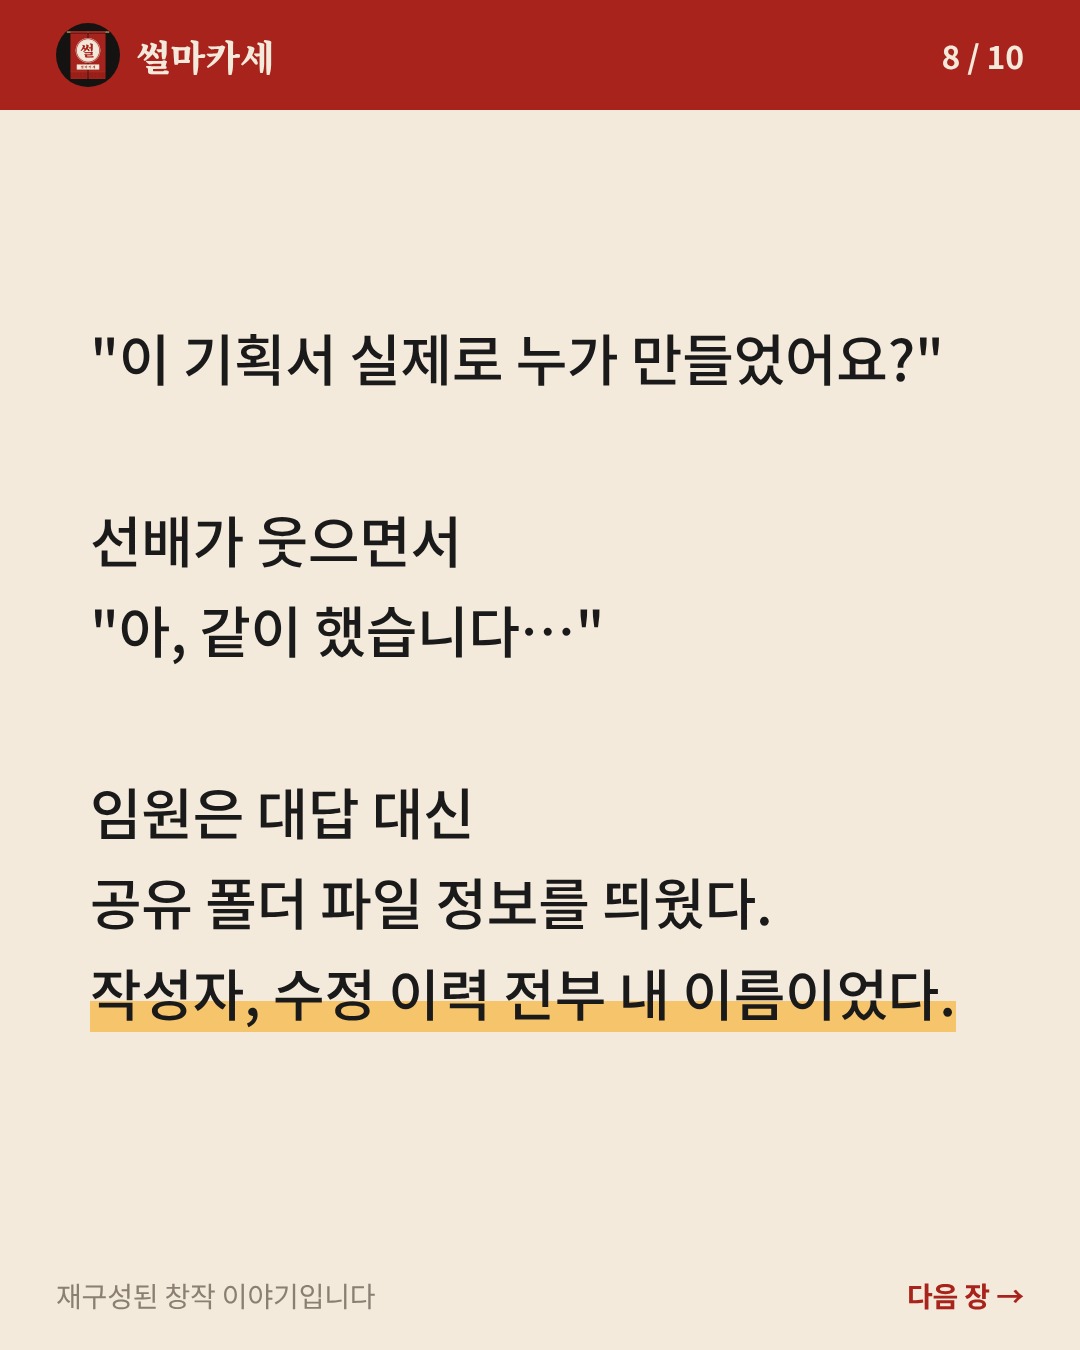 썰
썰마카세
8 / 10
"이 기획서 실제로 누가 만들었어요?"
선배가 웃으면서
"아, 같이 했습니다…"
임원은 대답 대신
공유 폴더 파일 정보를 띄웠다.
작성자, 수정 이력 전부 내 이름이었다.
재구성된 창작 이야기입니다
다음 장 →